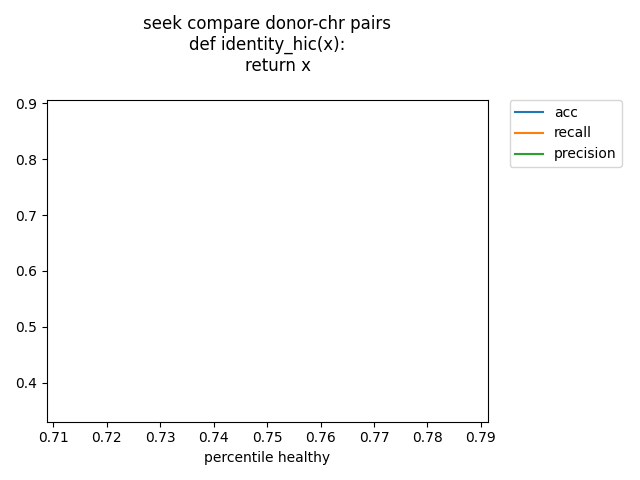 seek compare donor-chr pairs
def identity_hic(x):
return x
0.9
0.8
0.7
0.6
0.5
0.4
0.71 0.72 0.73 0.74 0.75 0.76 0.77 0.78 0.79
percentile healthy
acc
recall
precision